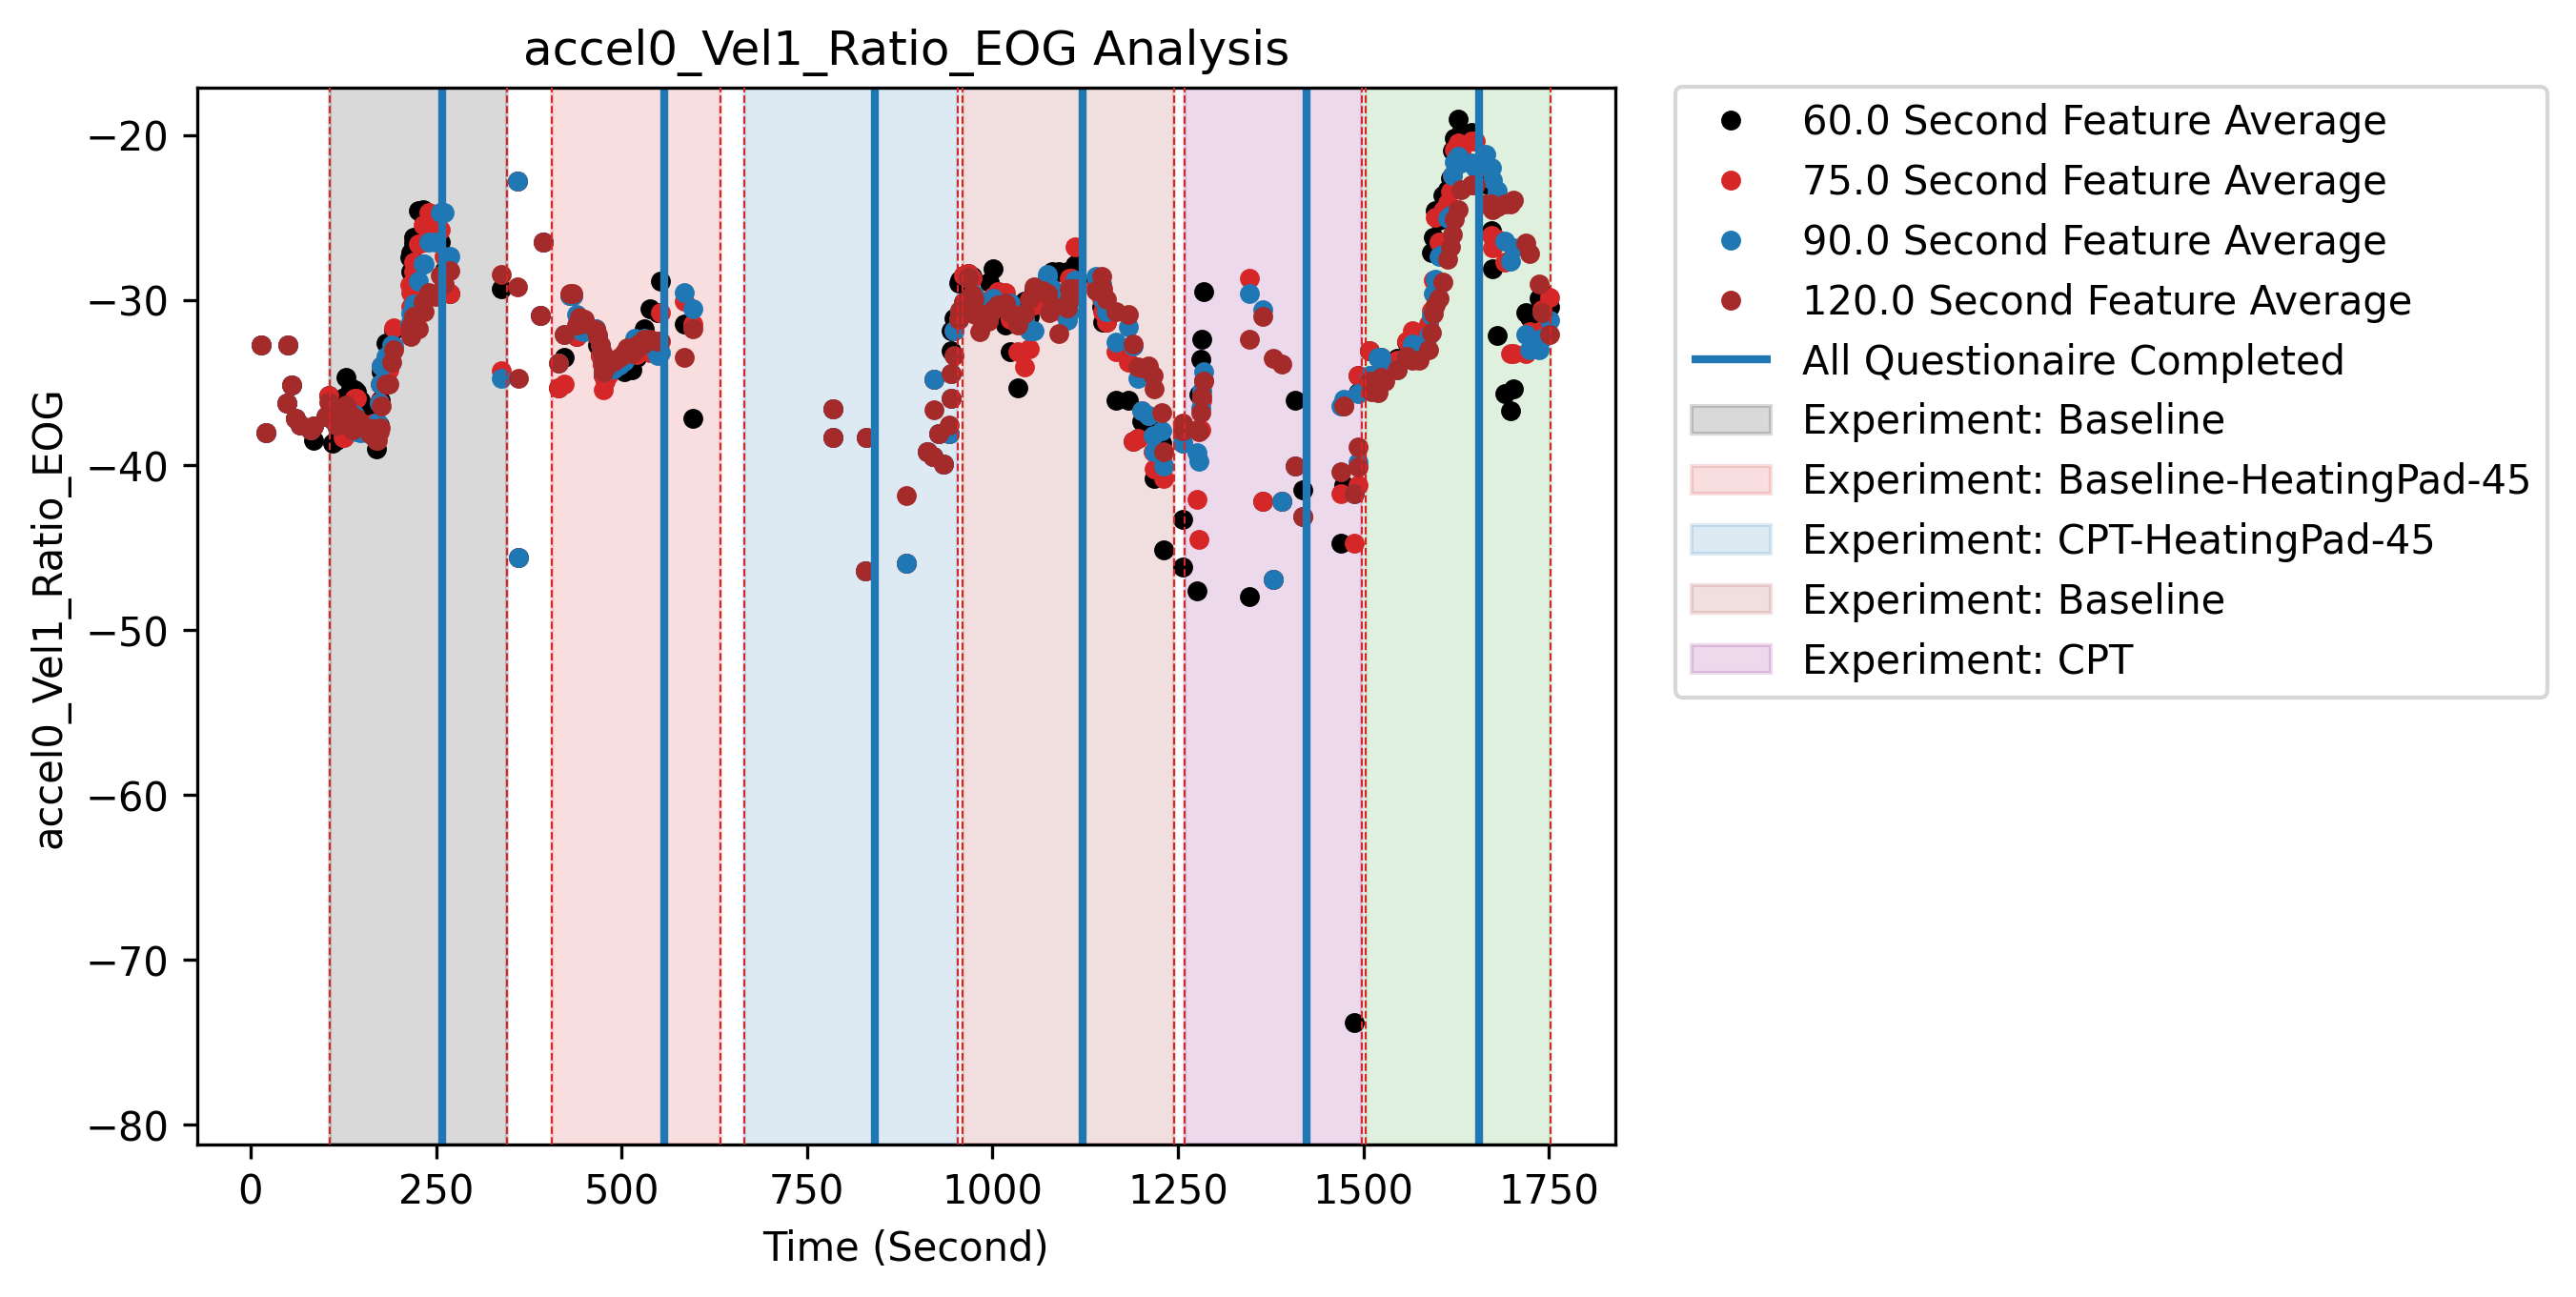 accel0_Vel1_Ratio_EOG Analysis
accel0_Vel1_Ratio_EOG
−20
−30
−40
−50
−60
−70
−80
0 250 500 750 1000 1250 1500 1750
Time (Second)
60.0 Second Feature Average
75.0 Second Feature Average
90.0 Second Feature Average
120.0 Second Feature Average
All Questionaire Completed
Experiment: Baseline
Experiment: Baseline-HeatingPad-45
Experiment: CPT-HeatingPad-45
Experiment: Baseline
Experiment: CPT